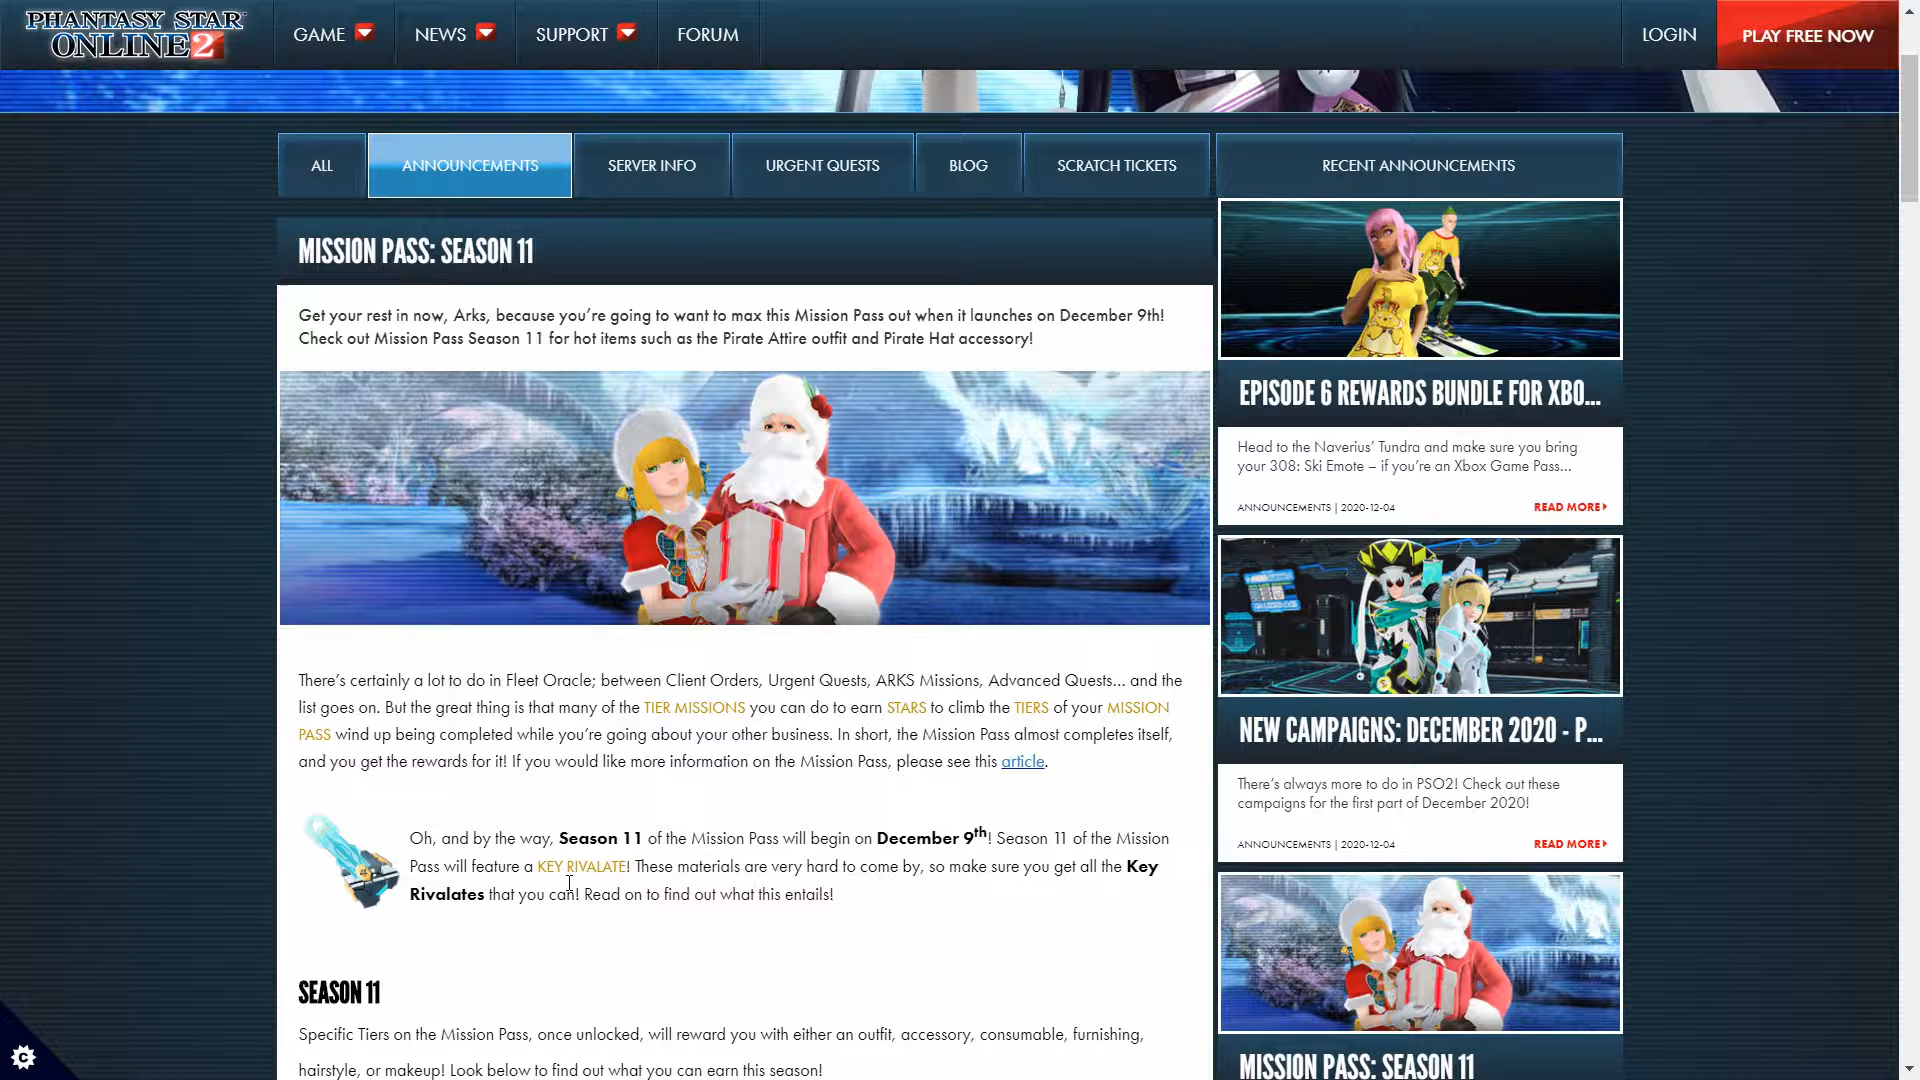 PHANTASY STAR
ONLINE 2
GAME
NEWS
SUPPORT
FORUM
LOGIN
PLAY FREE NOW
ALL
ANNOUNCEMENTS
SERVER INFO
URGENT QUESTS
BLOG
SCRATCH TICKETS
RECENT ANNOUNCEMENTS
MISSION PASS: SEASON 11
Get your rest in now, Arks, because you're going to want to max this Mission Pass out when it launches on December 9th!
Check out Mission Pass Season 11 for hot items such as the Pirate Attire outfit and Pirate Hat accessory!
There's certainly a lot to do in Fleet Oracle; between Client Orders, Urgent Quests, ARKS Missions, Advanced Quests... and the
list goes on. But the great thing is that many of the TIER MISSIONS you can do to earn STARS to climb the TIERS of your MISSION
PASS wind up being completed while you're going about your other business. In short, the Mission Pass almost completes itself,
and you get the rewards for it! If you would like more information on the Mission Pass, please see this article.
Oh, and by the way, Season 11 of the Mission Pass will begin on December 9th! Season 11 of the Mission
Pass will feature a KEY RIVALATE! These materials are very hard to come by, so make sure you get all the Key
Rivalates that you can! Read on to find out what this entails!
SEASON 11
Specific Tiers on the Mission Pass, once unlocked, will reward you with either an outfit, accessory, consumable, furnishing,
hairstyle, or makeup! Look below to find out what you can earn this season!
EPISODE 6 REWARDS BUNDLE FOR XBO...
Head to the Naverius' Tundra and make sure you bring
your 308: Ski Emote – if you're an Xbox Game Pass...
ANNOUNCEMENTS | 2020-12-04
READ MORE
NEW CAMPAIGNS: DECEMBER 2020 - P...
There's always more to do in PSO2! Check out these
campaigns for the first part of December 2020!
ANNOUNCEMENTS | 2020-12-04
READ MORE
MISSION PASS: SEASON 11